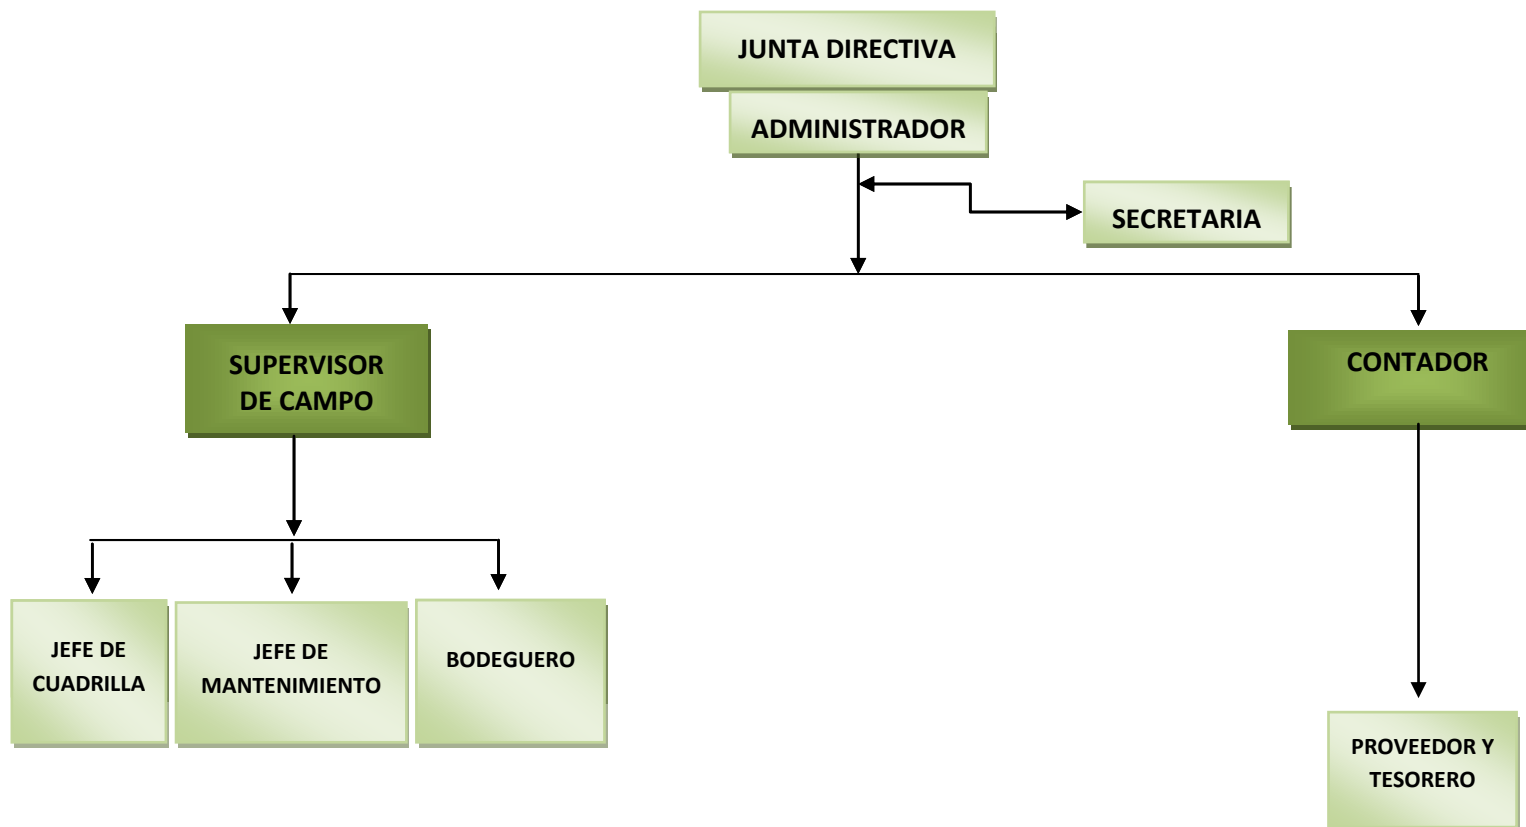 JUNTA DIRECTIVA
ADMINISTRADOR
SECRETARIA
SUPERVISOR
DE CAMPO
CONTADOR
JEFE DE
CUADRILLA
JEFE DE
MANTENIMIENTO
BODEGUERO
PROVEEDOR Y
TESORERO